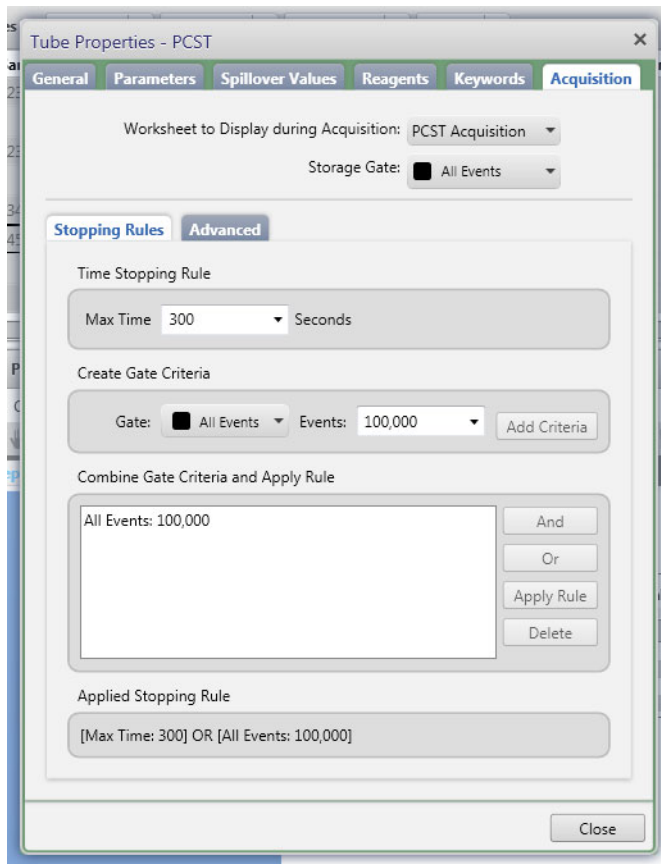 Tube Properties - PCST
General Parameters Spillover Values Reagents Keywords Acquisition
Worksheet to Display during Acquisition: PCST Acquisition
Storage Gate: All Events
Stopping Rules Advanced
Time Stopping Rule
Max Time 300 Seconds
Create Gate Criteria
Gate: All Events Events: 100,000 Add Criteria
Combine Gate Criteria and Apply Rule
All Events: 100,000
And
Or
Apply Rule
Delete
Applied Stopping Rule
[Max Time: 300] OR [All Events: 100,000]
Close